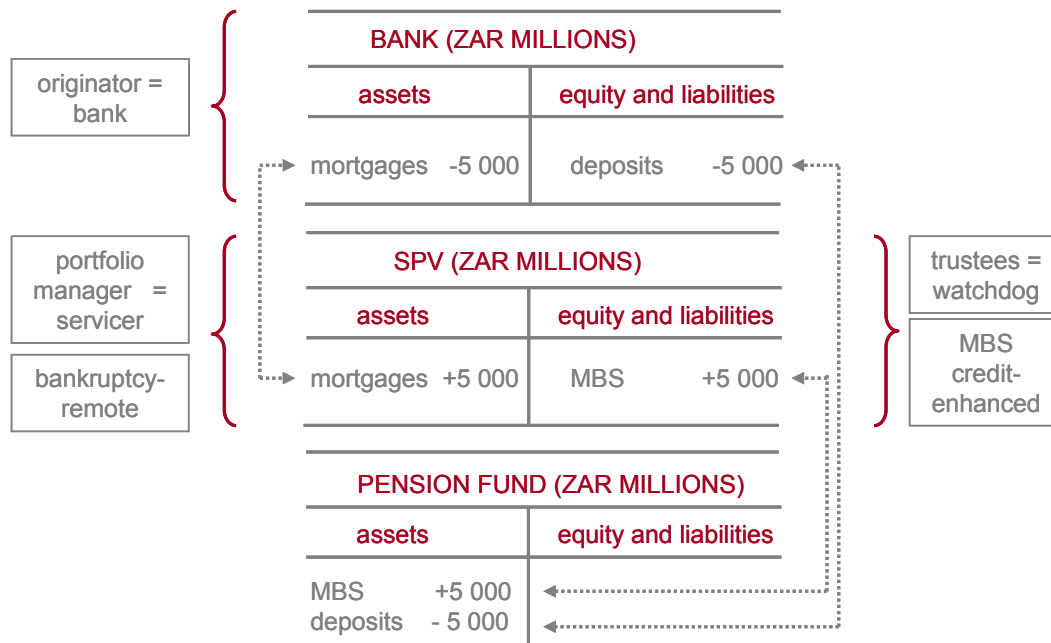 BANK (ZAR MILLIONS)
assets equity and liabilities
originator =
bank
mortgages -5 000 deposits -5 000
SPV (ZAR MILLIONS)
assets equity and liabilities
portfolio
manager =
servicer
mortgages +5 000 MBS +5 000
bankruptcy-
remote
trustees =
watchdog
MBS
credit-
enhanced
PENSION FUND (ZAR MILLIONS)
assets equity and liabilities
MBS +5 000
deposits - 5 000